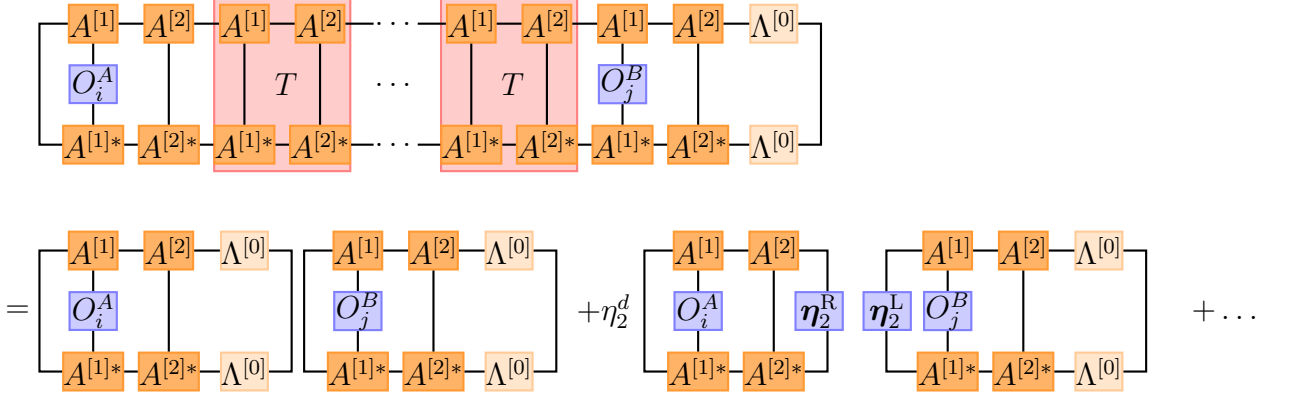 A^{[1]} A^{[2]} A^{[1]} A^{[2]} ··· A^{[1]} A^{[2]} A^{[1]} A^{[2]} Λ^{[0]}
O_i^A T ··· T O_j^B
A^{[1]*} A^{[2]*} A^{[1]*} A^{[2]*} ··· A^{[1]*} A^{[2]*} A^{[1]*} A^{[2]*} Λ^{[0]}
A^{[1]} A^{[2]} Λ^{[0]} A^{[1]} A^{[2]} Λ^{[0]} A^{[1]} A^{[2]} A^{[1]} A^{[2]} Λ^{[0]}
= O_i^A O_j^B +η_2^d O_i^A η_2^R η_2^L O_j^B + ...
A^{[1]*} A^{[2]*} Λ^{[0]} A^{[1]*} A^{[2]*} Λ^{[0]} A^{[1]*} A^{[2]*} A^{[1]*} A^{[2]*} Λ^{[0]}